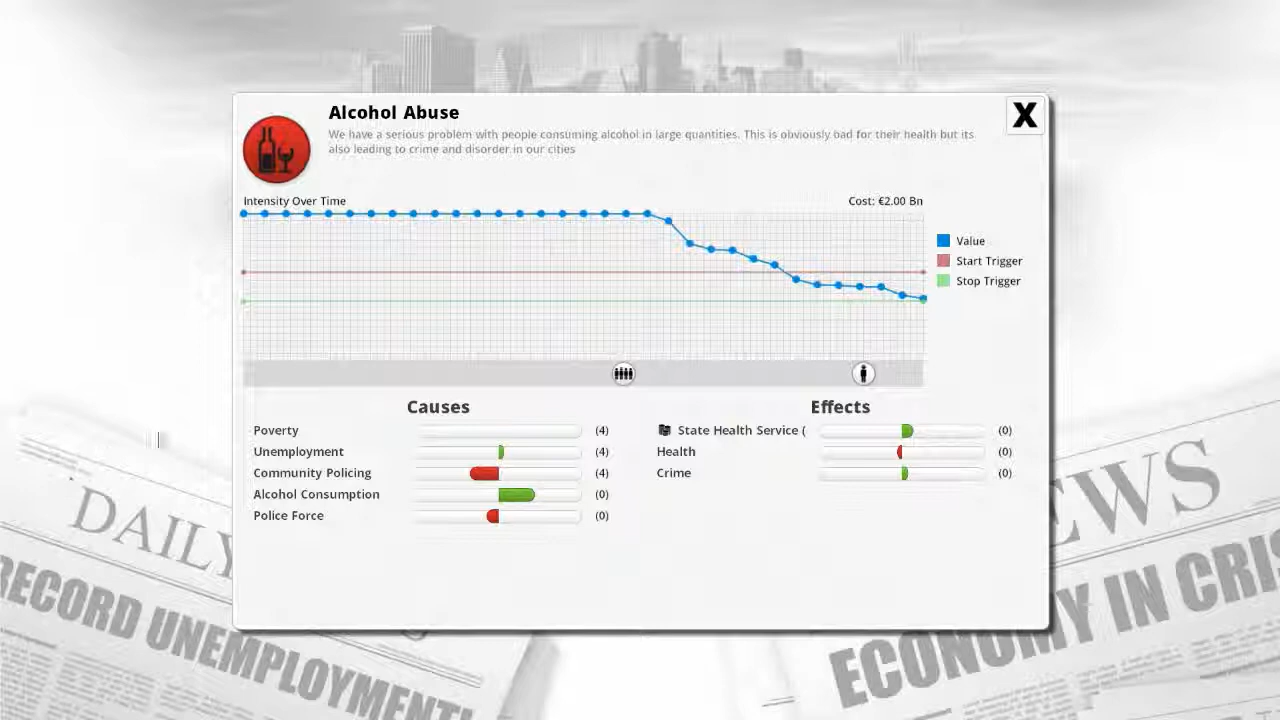 Alcohol Abuse
X
We have a serious problem with people consuming alcohol in large quantities. This is obviously bad for their health but its
also leading to crime and disorder in our cities
Intensity Over Time
Cost: €2.00 Bn
Value
Start Trigger
Stop Trigger
Causes
Poverty (4)
Unemployment (4)
Community Policing (4)
Alcohol Consumption (0)
Police Force (0)
Effects
State Health Service ( (0)
Health (0)
Crime (0)
DAILY
RECORD UNEMPLOYMENT
EWS
ECONOMY IN CRIS